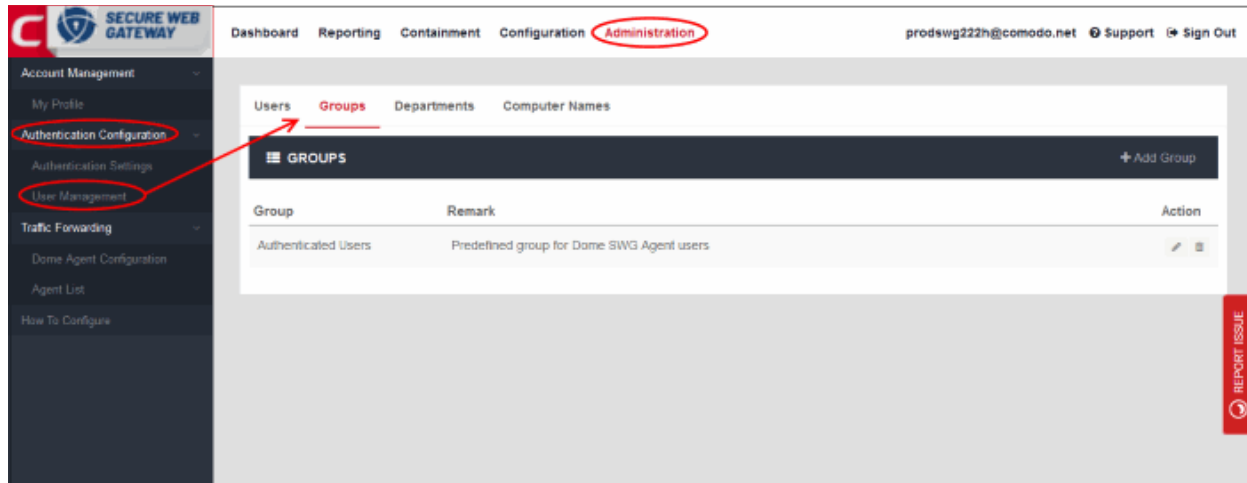 SECURE WEB
GATEWAY
Dashboard Reporting Containment Configuration Administration prodswg222h@comodo.net Support Sign Out
Account Management
My Profile
Authentication Configuration
Authentication Settings
User Management
Traffic Forwarding
Dome Agent Configuration
Agent List
How To Configure
Users Groups Departments Computer Names
GROUPS + Add Group
Group Remark Action
Authenticated Users Predefined group for Dome SWG Agent users
REPORT ISSUE